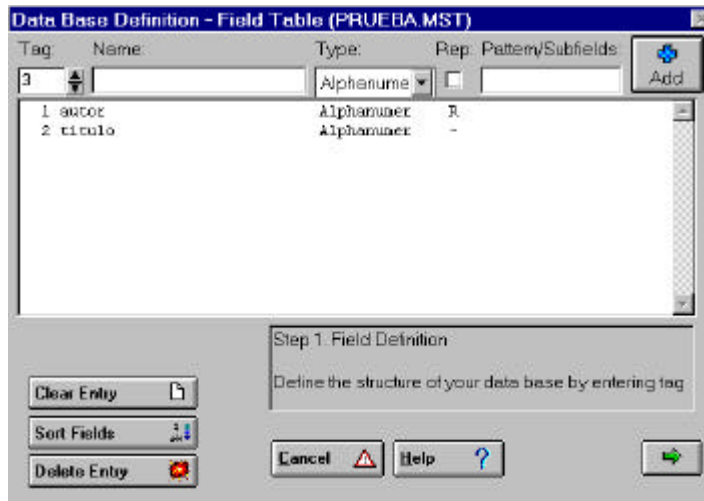 Data Base Definition - Field Table (PRUEBA.MST)
Tag: Name: Type: Rep: Pattern/Subfields:
3 Alphanume Add
1 autor Alphanumer R
2 titulo Alphanumer -
Step 1. Field Definition
Define the structure of your data base by entering tag
Clear Entry
Sort Fields
Delete Entry
Cancel Help